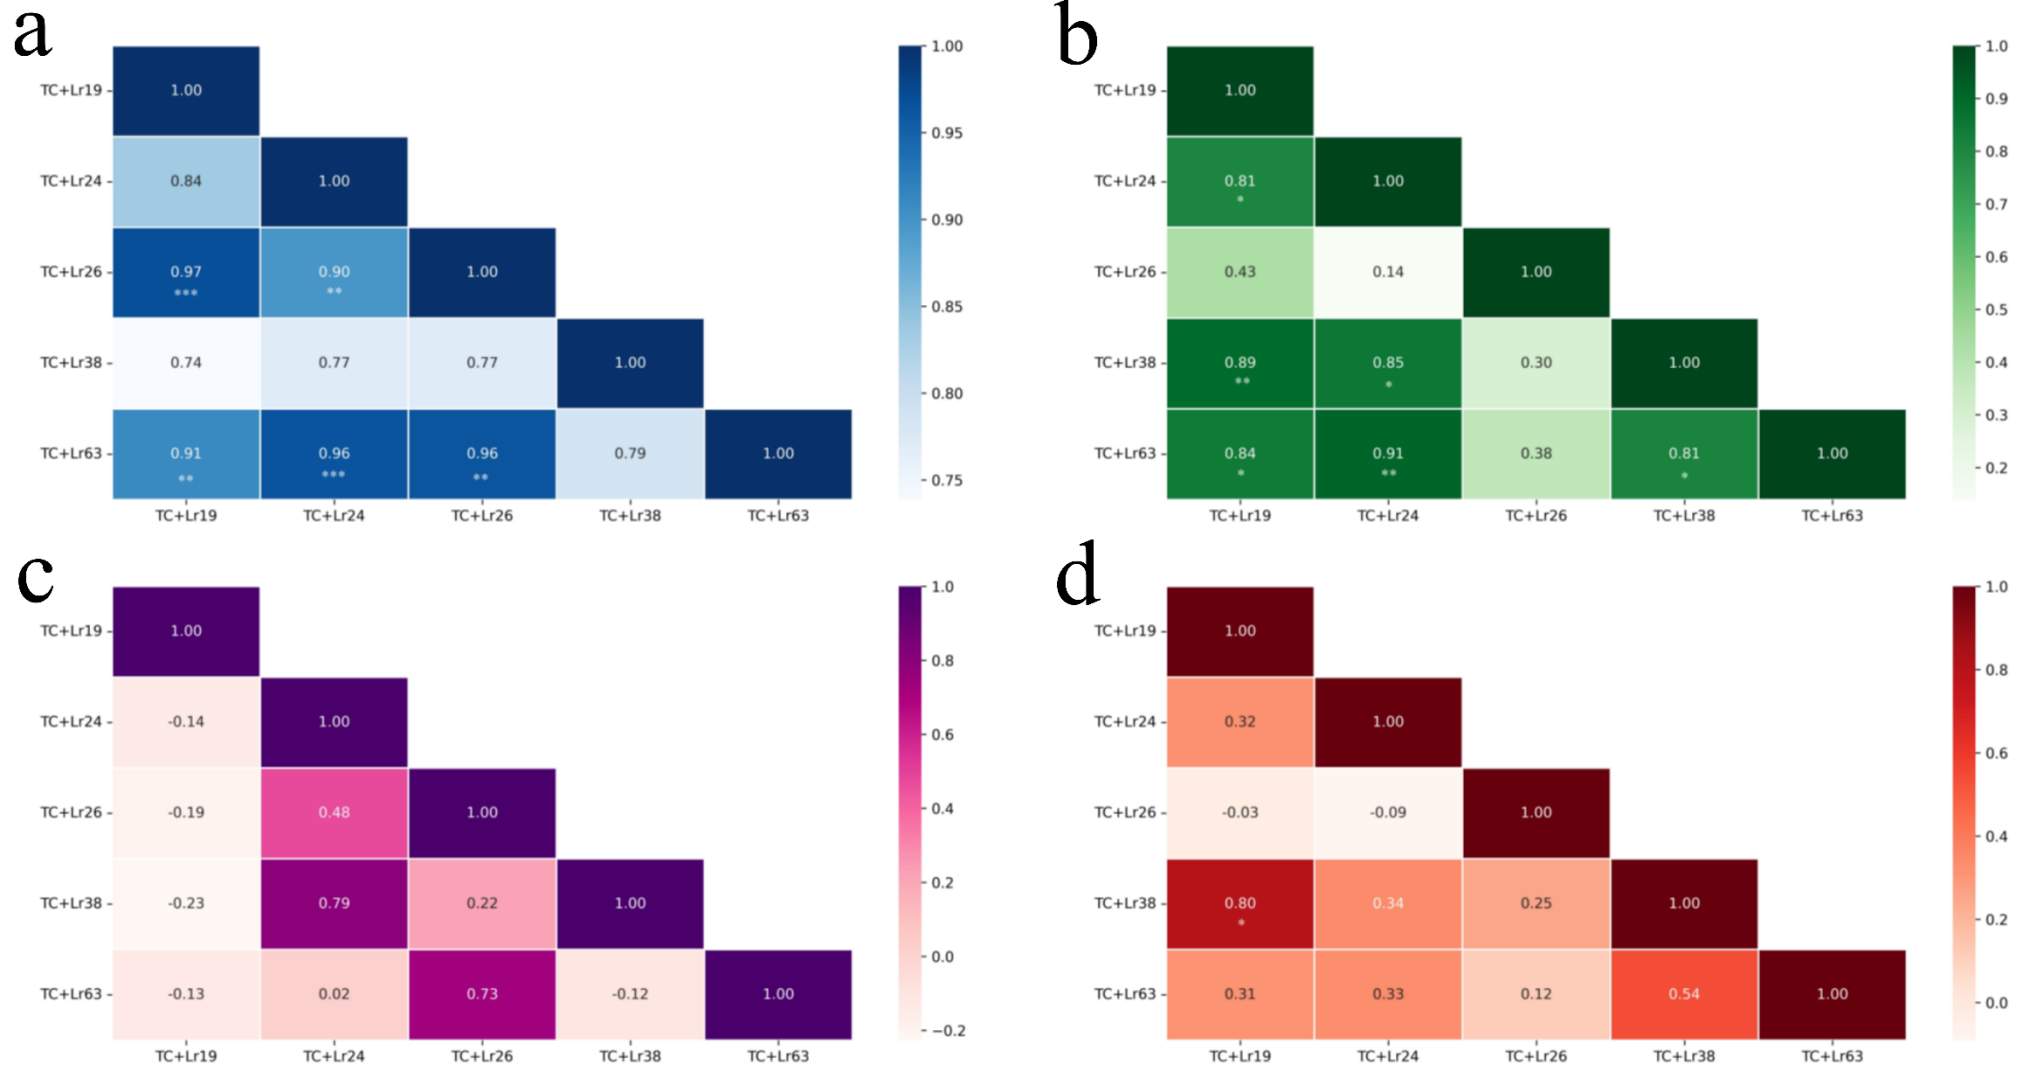 a
1.00
TC+Lr19
1.00
0.95
TC+Lr24
0.84
1.00
0.90
TC+Lr26
0.97
0.90
1.00
***
**
0.85
TC+Lr38
0.74
0.77
0.77
1.00
0.80
TC+Lr63
0.91
0.96
0.96
0.79
1.00
**
***
**
0.75
TC+Lr19
TC+Lr24
TC+Lr26
TC+Lr38
TC+Lr63
b
1.0
TC+Lr19
1.00
0.9
0.8
TC+Lr24
0.81
1.00
*
0.7
TC+Lr26
0.43
0.14
1.00
0.6
0.5
TC+Lr38
0.89
0.85
0.30
1.00
**
*
0.4
0.3
TC+Lr63
0.84
0.91
0.38
0.81
1.00
*
**
*
0.2
TC+Lr19
TC+Lr24
TC+Lr26
TC+Lr38
TC+Lr63
c
1.0
TC+Lr19
1.00
0.8
TC+Lr24
-0.14
1.00
0.6
TC+Lr26
-0.19
0.48
1.00
0.4
0.2
TC+Lr38
-0.23
0.79
0.22
1.00
0.0
TC+Lr63
-0.13
0.02
0.73
-0.12
1.00
−0.2
TC+Lr19
TC+Lr24
TC+Lr26
TC+Lr38
TC+Lr63
d
1.0
TC+Lr19
1.00
0.8
TC+Lr24
0.32
1.00
0.6
TC+Lr26
-0.03
-0.09
1.00
0.4
TC+Lr38
0.80
0.34
0.25
1.00
*
0.2
TC+Lr63
0.31
0.33
0.12
0.54
1.00
0.0
TC+Lr19
TC+Lr24
TC+Lr26
TC+Lr38
TC+Lr63